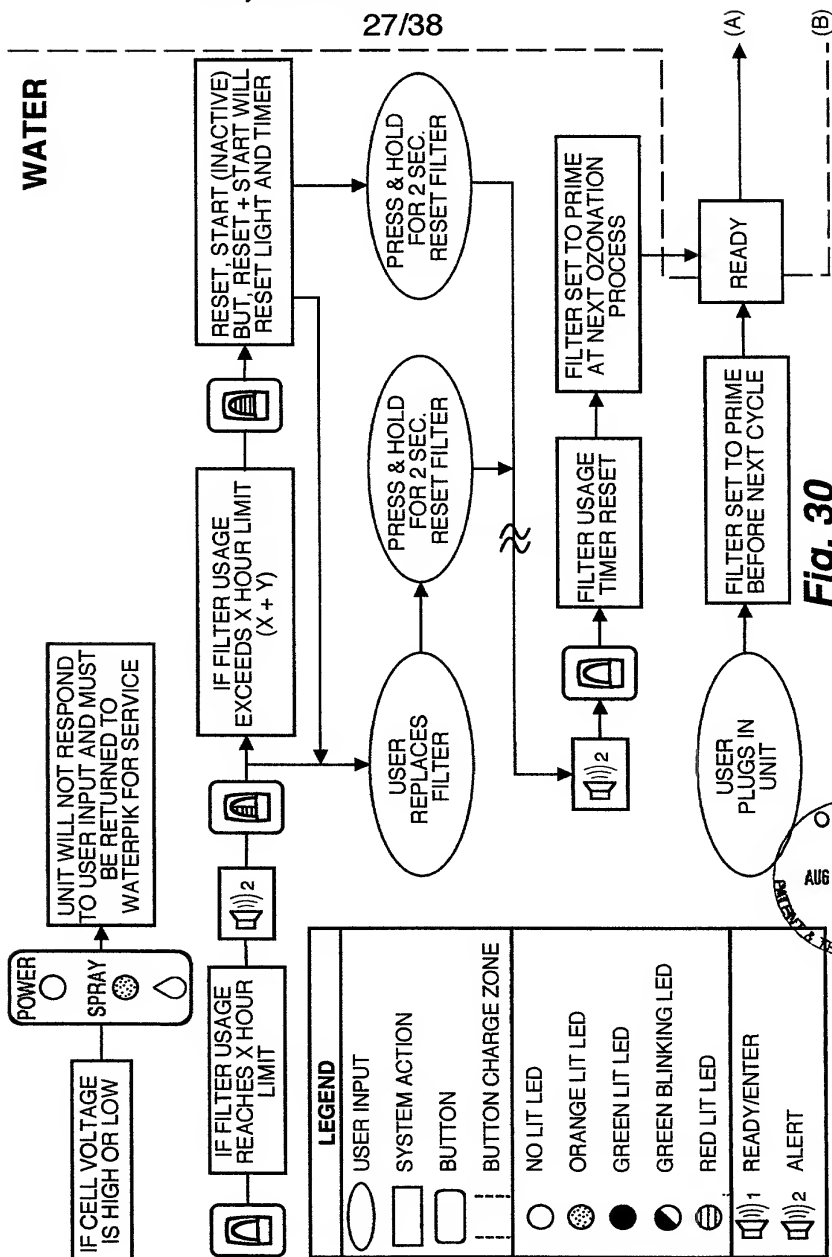 27/38
WATER
IF CELL VOLTAGE
IS HIGH OR LOW
POWER
SPRAY
UNIT WILL NOT RESPOND
TO USER INPUT AND MUST
BE RETURNED TO
WATERPIK FOR SERVICE
IF FILTER USAGE
REACHES X HOUR
LIMIT
2
IF FILTER USAGE
EXCEEDS X HOUR LIMIT
(X + Y)
RESET, START (INACTIVE)
BUT, RESET + START WILL
RESET LIGHT AND TIMER
USER
REPLACES
FILTER
PRESS & HOLD
FOR 2 SEC.
RESET FILTER
PRESS & HOLD
FOR 2 SEC.
RESET FILTER
2
FILTER USAGE
TIMER RESET
FILTER SET TO PRIME
AT NEXT OZONATION
PROCESS
USER
PLUGS IN
UNIT
FILTER SET TO PRIME
BEFORE NEXT CYCLE
READY
(A)
(B)
LEGEND
USER INPUT
SYSTEM ACTION
BUTTON
BUTTON CHARGE ZONE
NO LIT LED
ORANGE LIT LED
GREEN LIT LED
GREEN BLINKING LED
RED LIT LED
1 READY/ENTER
2 ALERT
Fig. 30
AUG